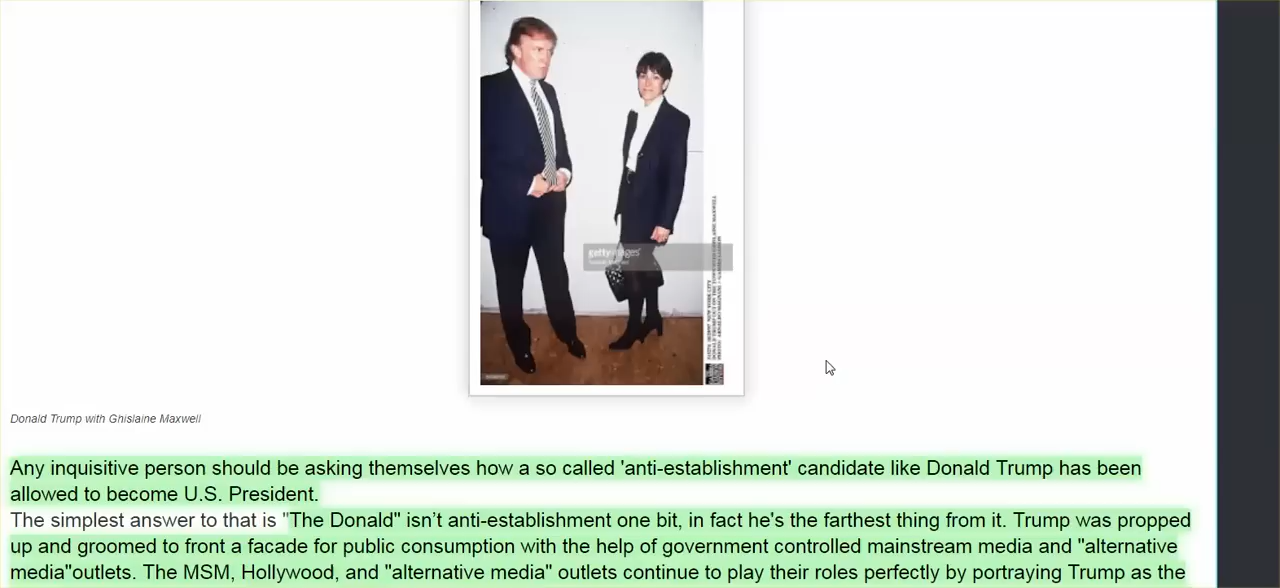 gettyimages
Donald Trump with Ghislaine Maxwell
Any inquisitive person should be asking themselves how a so called 'anti-establishment' candidate like Donald Trump has been
allowed to become U.S. President.
The simplest answer to that is "The Donald" isn’t anti-establishment one bit, in fact he's the farthest thing from it. Trump was propped
up and groomed to front a facade for public consumption with the help of government controlled mainstream media and "alternative
media"outlets. The MSM, Hollywood, and "alternative media" outlets continue to play their roles perfectly by portraying Trump as the